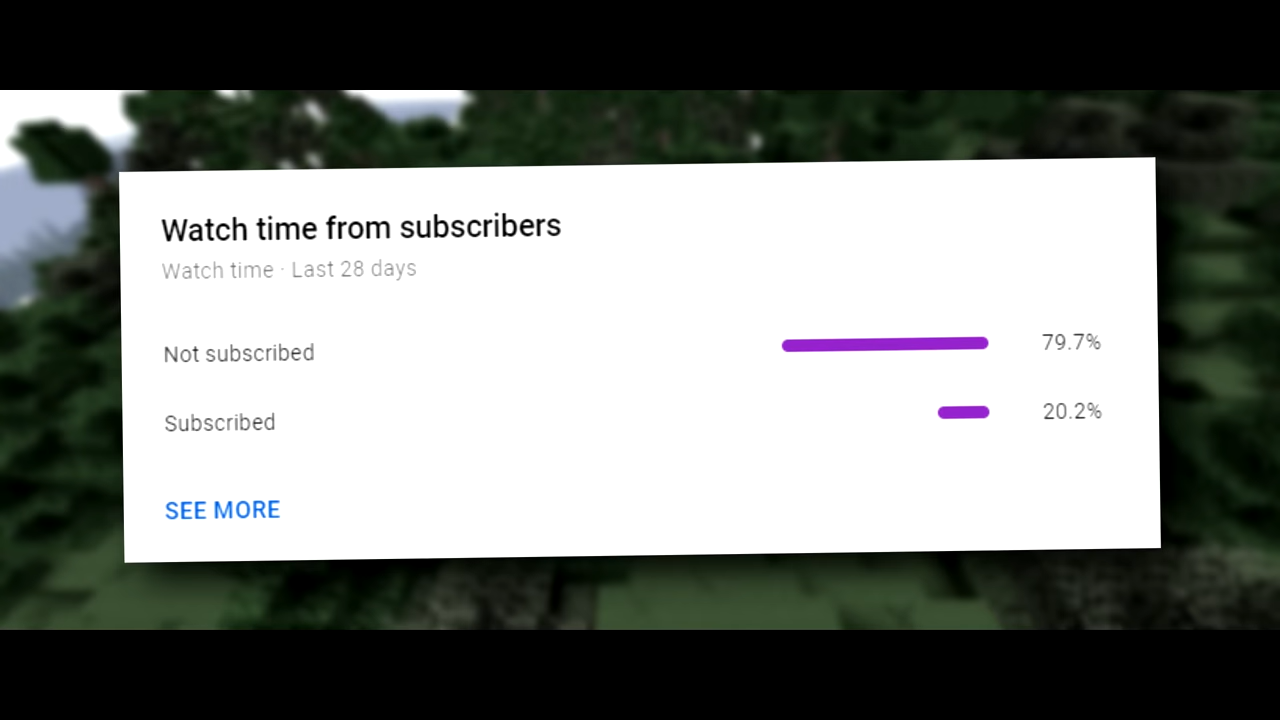 Watch time from subscribers
Watch time · Last 28 days
Not subscribed 79.7%
Subscribed 20.2%
SEE MORE